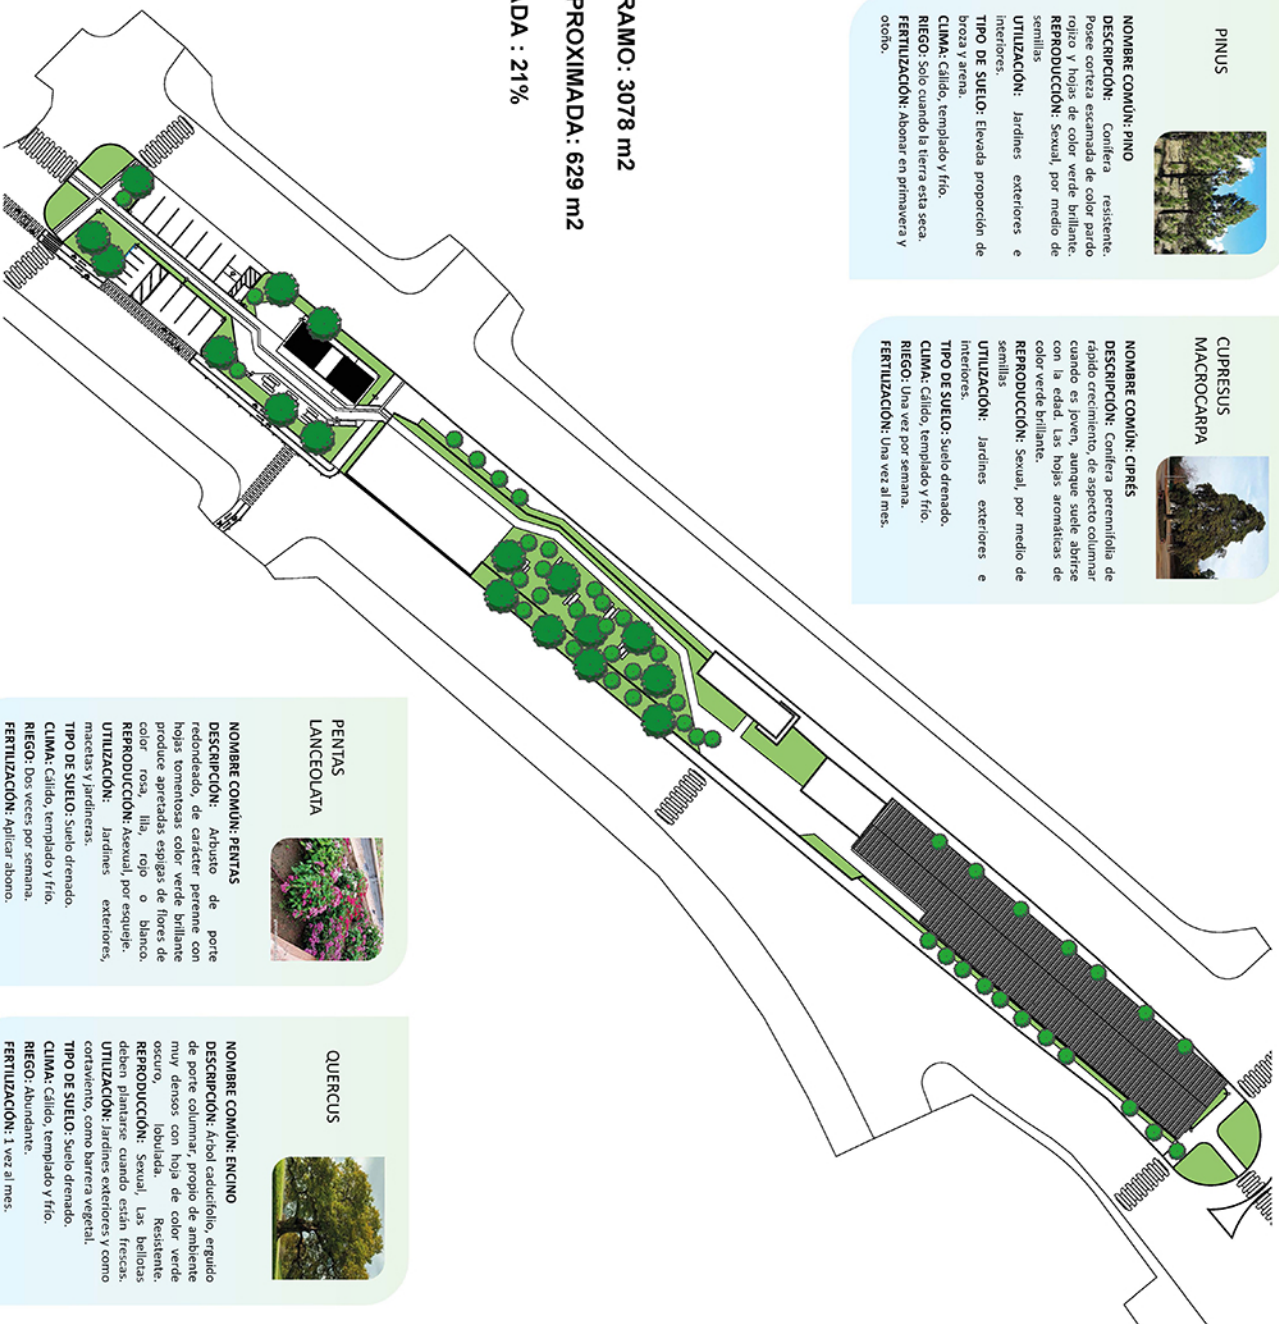 RAMO: 3078 m2
PROXIMADA: 629 m2
ADA : 21%
PINUS
NOMBRE COMÚN: PINO
DESCRIPCIÓN: Conífera resistente.
Posee corteza escamada de color pardo
rojizo y hojas de color verde brillante.
REPRODUCCIÓN: Sexual, por medio de
semillas
UTILIZACIÓN: Jardines exteriores e
interiores.
TIPO DE SUELO: Elevada proporción de
broza y arena.
CLIMA: Cálido, templado y frío.
RIEGO: Solo cuando la tierra esta seca.
FERTILIZACIÓN: Abonar en primavera y
otoño.
CUPRESUS
MACROCARPA
NOMBRE COMÚN: CIPRÉS
DESCRIPCIÓN: Conífera perennifolia de
rápido crecimiento, de aspecto columnar
cuando es joven, aunque suele abrirse
con la edad. Las hojas aromáticas de
color verde brillante.
REPRODUCCIÓN: Sexual, por medio de
semillas
UTILIZACIÓN: Jardines exteriores e
interiores.
TIPO DE SUELO: Suelo drenado.
CLIMA: Cálido, templado y frío.
RIEGO: Una vez por semana.
FERTILIZACIÓN: Una vez al mes.
PENTAS
LANCEOLATA
NOMBRE COMÚN: PENTAS
DESCRIPCIÓN: Arbusto de porte
redondeado, de carácter perenne con
hojas tomentosas color verde brillante
produce apretadas espigas de flores de
color rosa, lila, rojo o blanco.
REPRODUCCIÓN: Asexual, por esqueje.
UTILIZACIÓN: Jardines exteriores,
macetas y jardineras.
TIPO DE SUELO: Suelo drenado.
CLIMA: Cálido, templado y frío.
RIEGO: Dos veces por semana.
FERTILIZACIÓN: Aplicar abono.
QUERCUS
NOMBRE COMÚN: ENCINO
DESCRIPCIÓN: Árbol caducifolio, erguido
de porte columnar, propio de ambiente
muy densos con hoja de color verde
oscuro, lobulada. Resistente.
REPRODUCCIÓN: Sexual, Las bellotas
deben plantarse cuando están frescas.
UTILIZACIÓN: Jardines exteriores y como
cortaviento, como barrera vegetal.
TIPO DE SUELO: Suelo drenado.
CLIMA: Cálido, templado y frío.
RIEGO: Abundante.
FERTILIZACIÓN: 1 vez al mes.